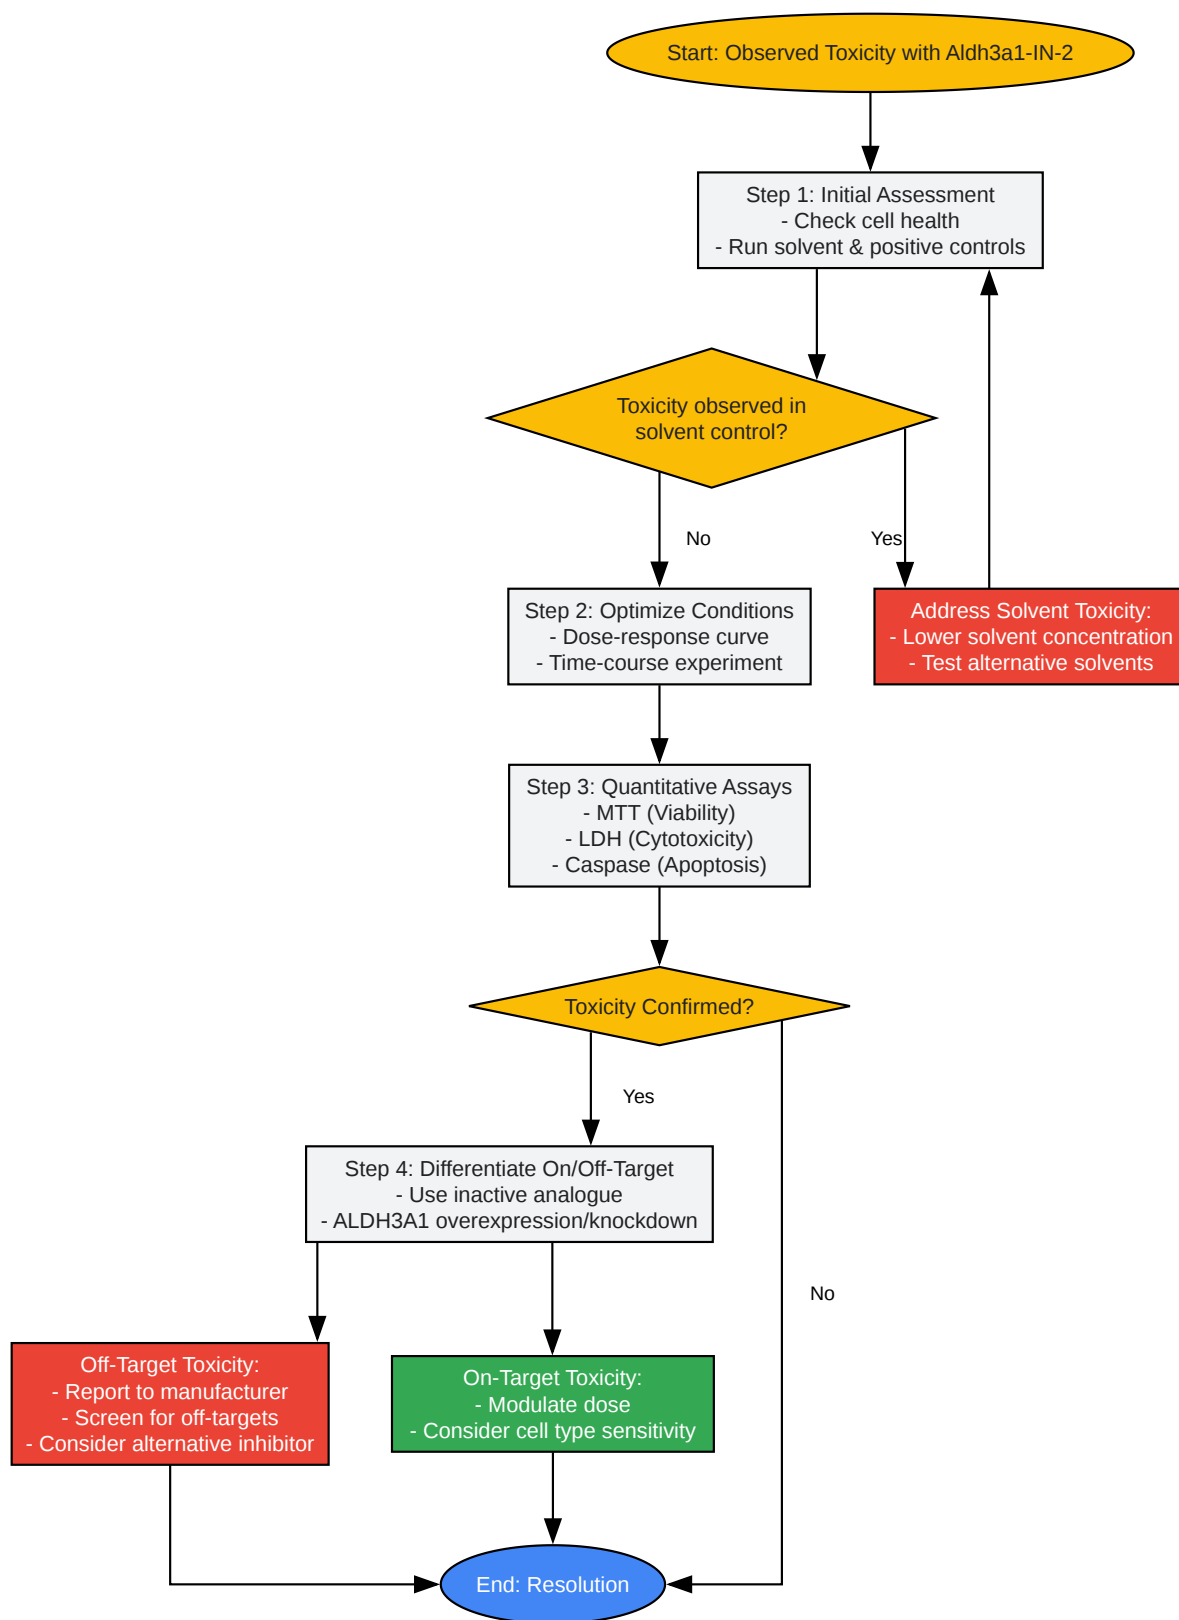 Start: Observed Toxicity with Aldh3a1-IN-2
Step 1: Initial Assessment
- Check cell health
- Run solvent & positive controls
Toxicity observed in
solvent control?
No
Yes
Step 2: Optimize Conditions
- Dose-response curve
- Time-course experiment
Address Solvent Toxicity:
- Lower solvent concentration
- Test alternative solvents
Step 3: Quantitative Assays
- MTT (Viability)
- LDH (Cytotoxicity)
- Caspase (Apoptosis)
Toxicity Confirmed?
Yes
Step 4: Differentiate On/Off-Target
- Use inactive analogue
- ALDH3A1 overexpression/knockdown
No
Off-Target Toxicity:
- Report to manufacturer
- Screen for off-targets
- Consider alternative inhibitor
On-Target Toxicity:
- Modulate dose
- Consider cell type sensitivity
End: Resolution